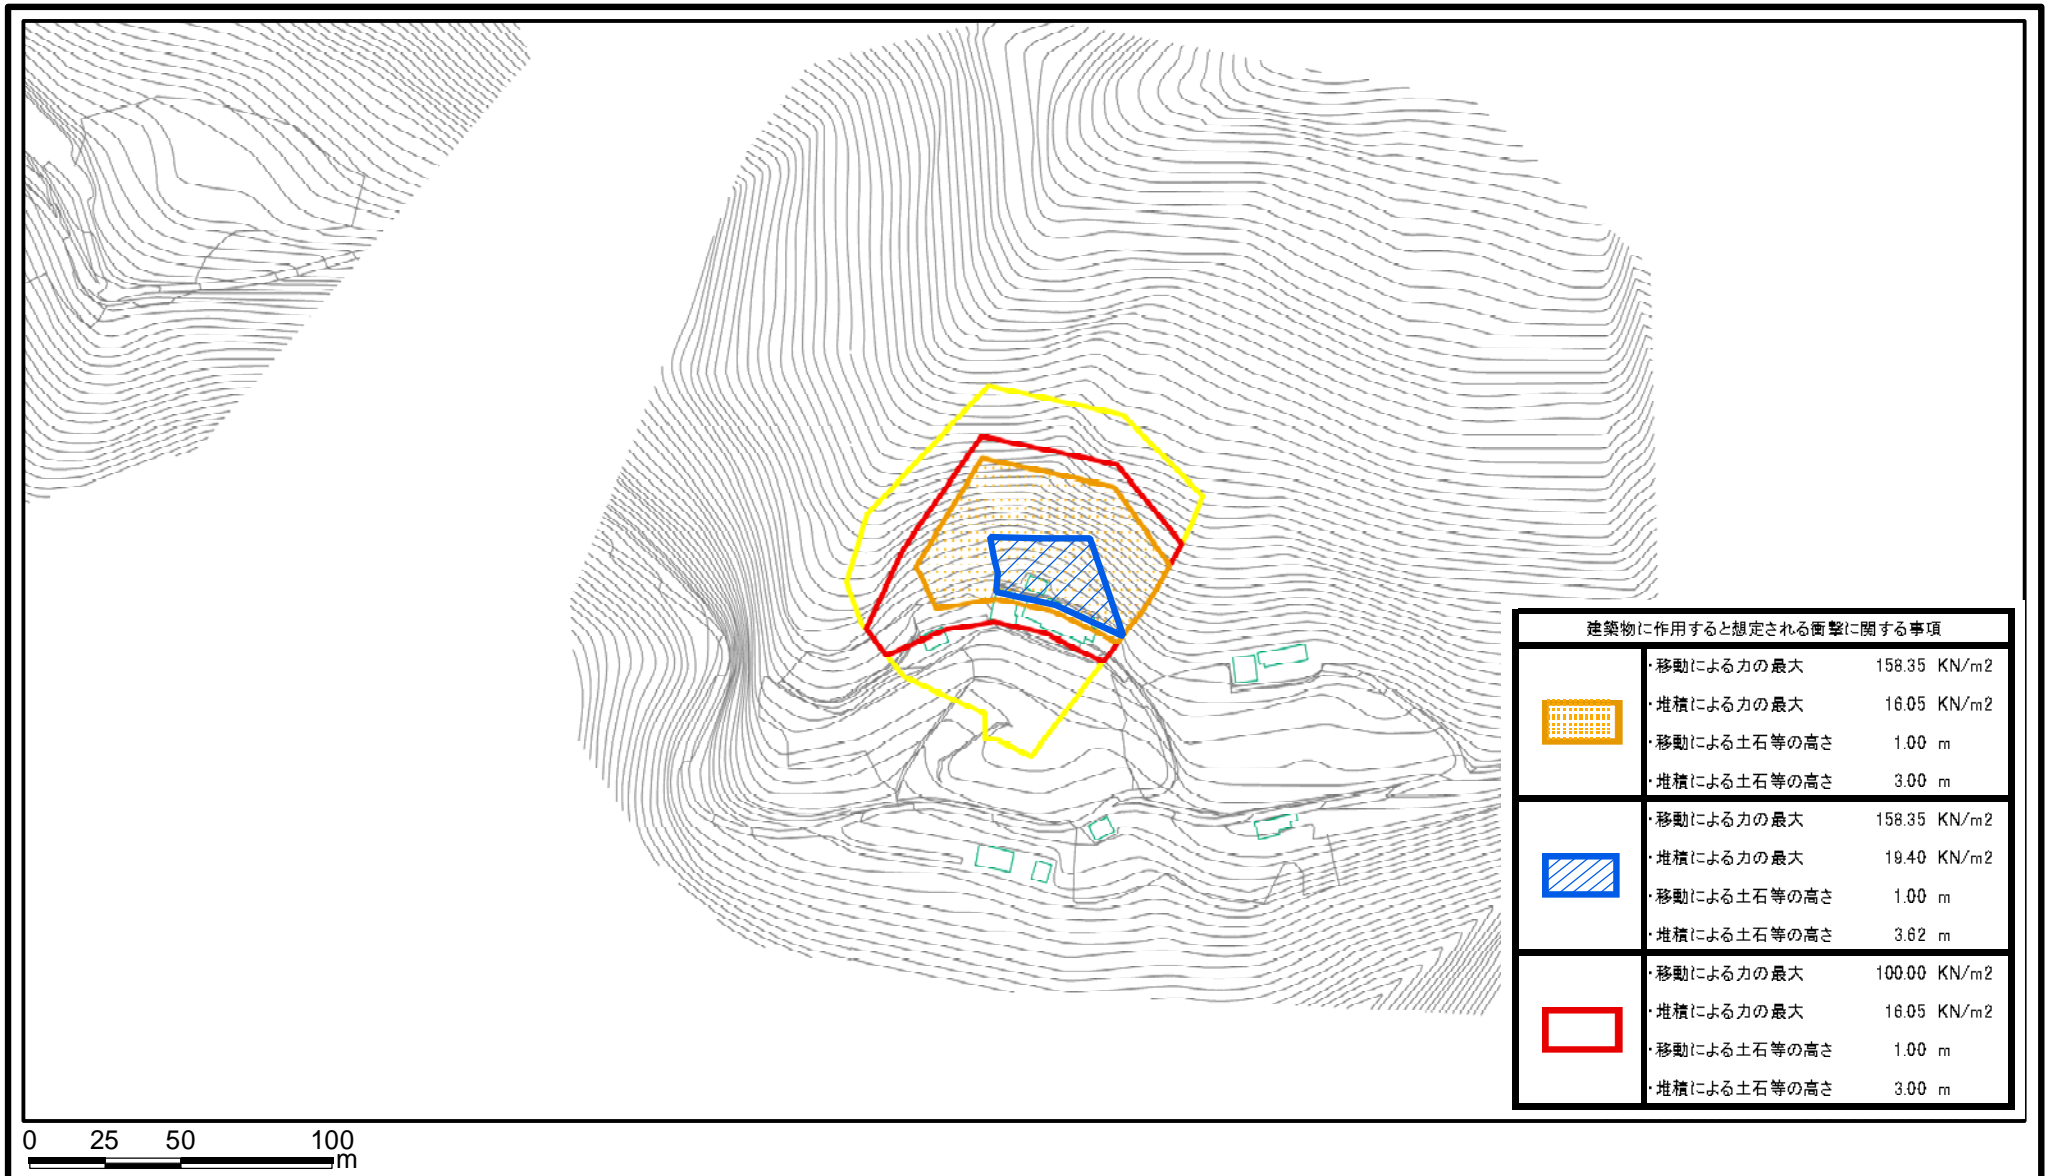 建築物に作用すると想定される衝撃に関する事項
・移動による力の最大 158.35 KN/m2
・堆積による力の最大 16.05 KN/m2
・移動による土石等の高さ 1.00 m
・堆積による土石等の高さ 3.00 m
・移動による力の最大 158.35 KN/m2
・堆積による力の最大 19.40 KN/m2
・移動による土石等の高さ 1.00 m
・堆積による土石等の高さ 3.62 m
・移動による力の最大 100.00 KN/m2
・堆積による力の最大 16.05 KN/m2
・移動による土石等の高さ 1.00 m
・堆積による土石等の高さ 3.00 m
0 25 50 100
m